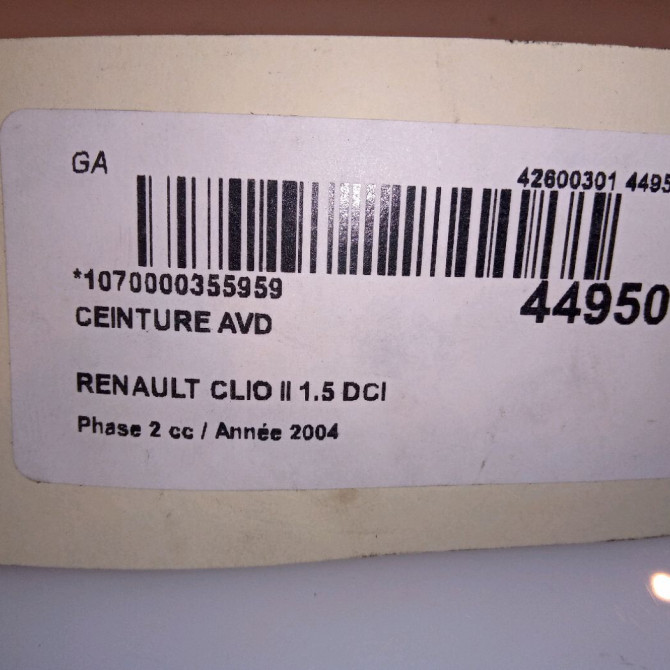 GA
42600301 4495
*1070000355959
44950
CEINTURE AVD
RENAULT CLIO II 1.5 DCI
Phase 2 cc / Année 2004